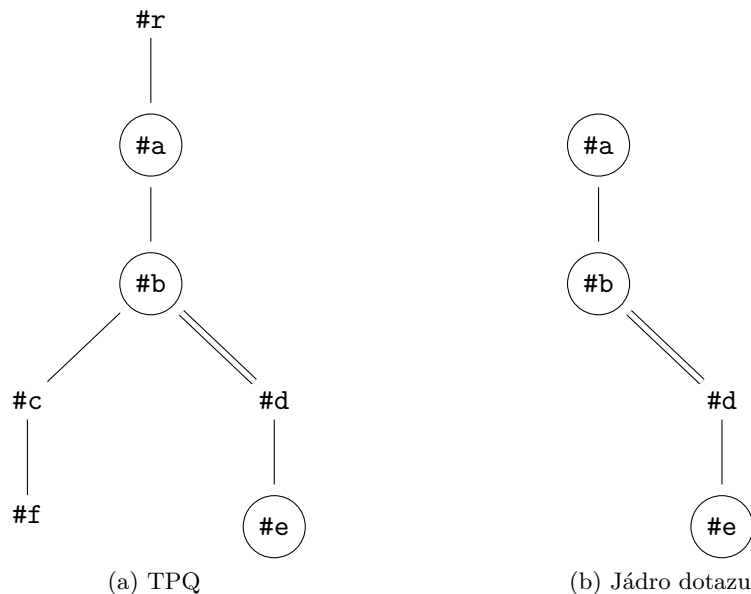 #r
#a #a
#b #b
#c #d #d
#f #e #e
(a) TPQ (b) Jádro dotazu